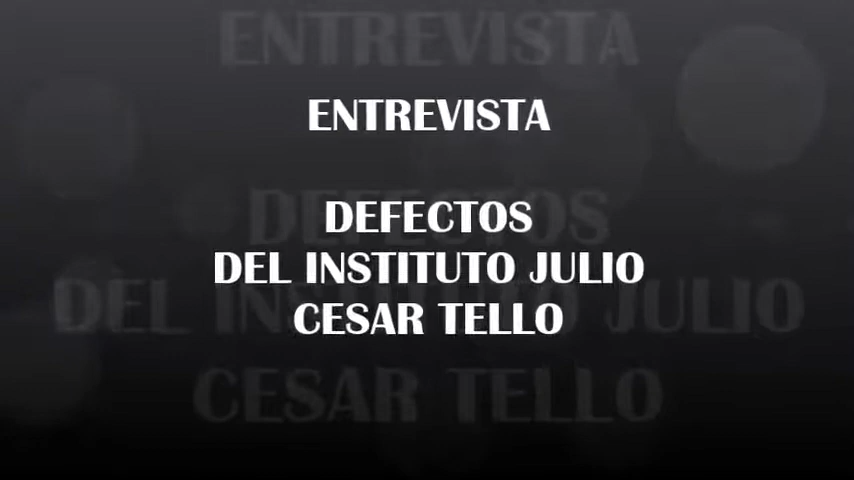 ENTREVISTA
DEFECTOS
DEL INSTITUTO JULIO
CESAR TELLO